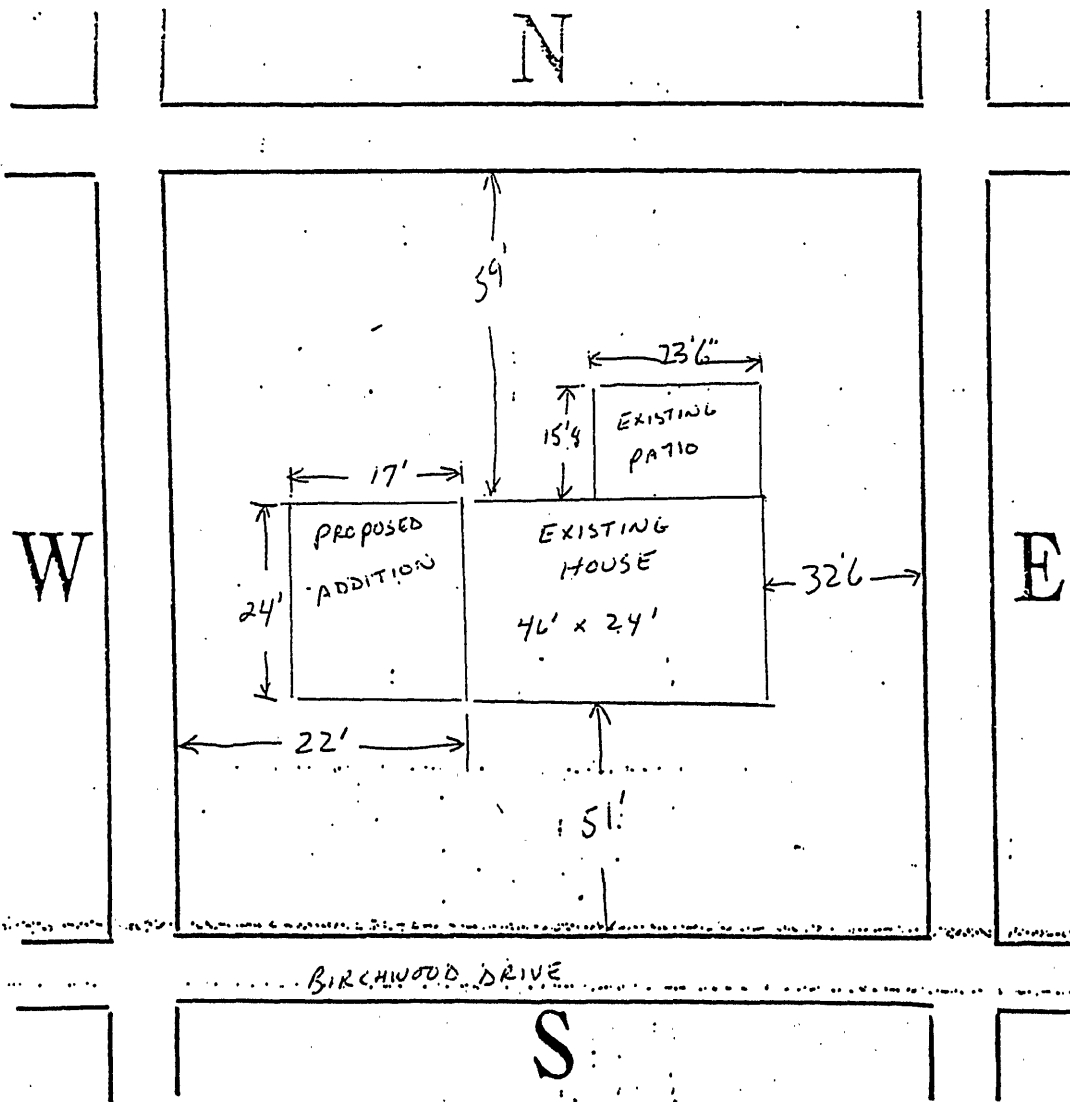 N
59'
23'6"
15'8
EXISTING
PATIO
17'
PROPOSED
ADDITION
EXISTING
HOUSE
W
E
32'6
24'
46' x 24'
22'
51'
BIRCHWOOD DRIVE
S